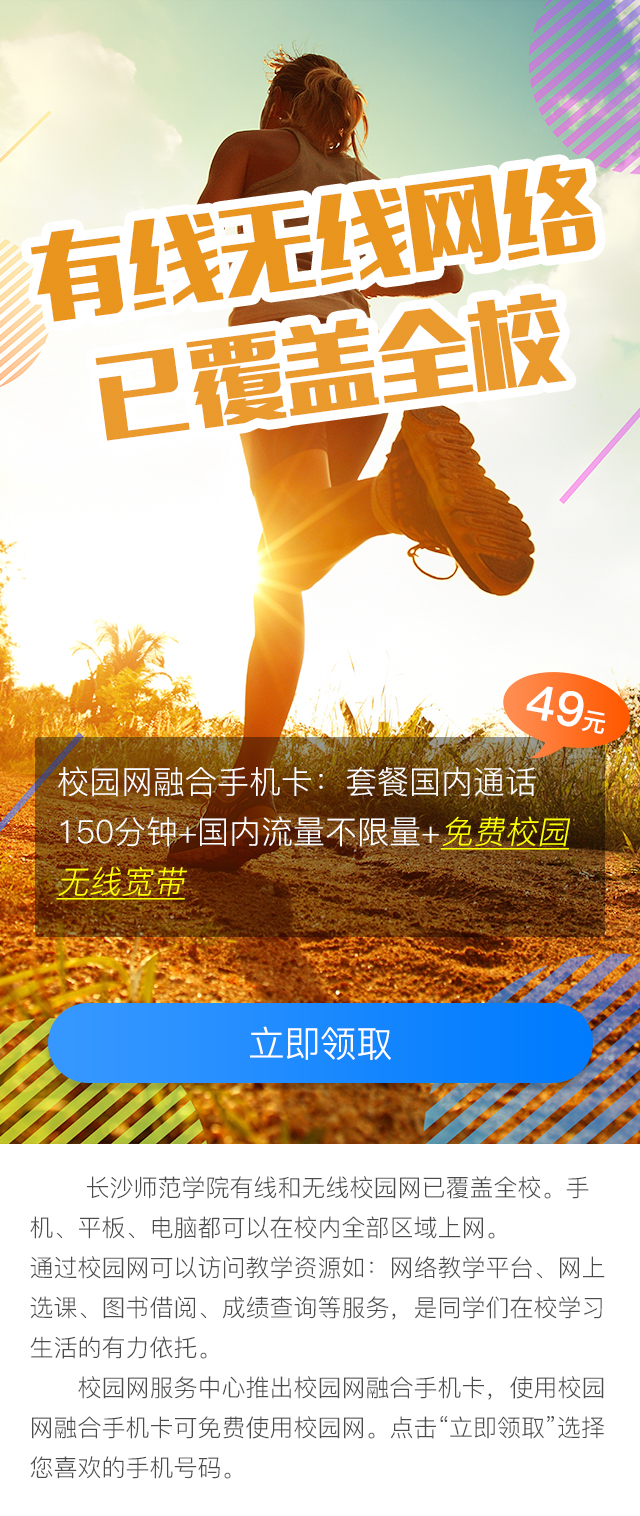 有线无线网络
已覆盖全校
49元
校园网融合手机卡：套餐国内通话
150分钟+国内流量不限量+免费校园
无线宽带
立即领取
长沙师范学院有线和无线校园网已覆盖全校。手
机、平板、电脑都可以在校内全部区域上网。
通过校园网可以访问教学资源如：网络教学平台、网上
选课、图书借阅、成绩查询等服务，是同学们在校学习
生活的有力依托。
校园网服务中心推出校园网融合手机卡，使用校园
网融合手机卡可免费使用校园网。点击“立即领取”选择
您喜欢的手机号码。